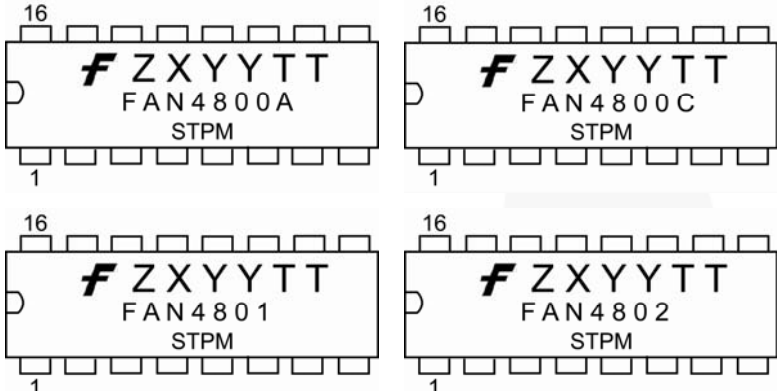 16
ZXYYTT
FAN4800A
STPM
1
16
ZXYYTT
FAN4800C
STPM
1
16
ZXYYTT
FAN4801
STPM
1
16
ZXYYTT
FAN4802
STPM
1